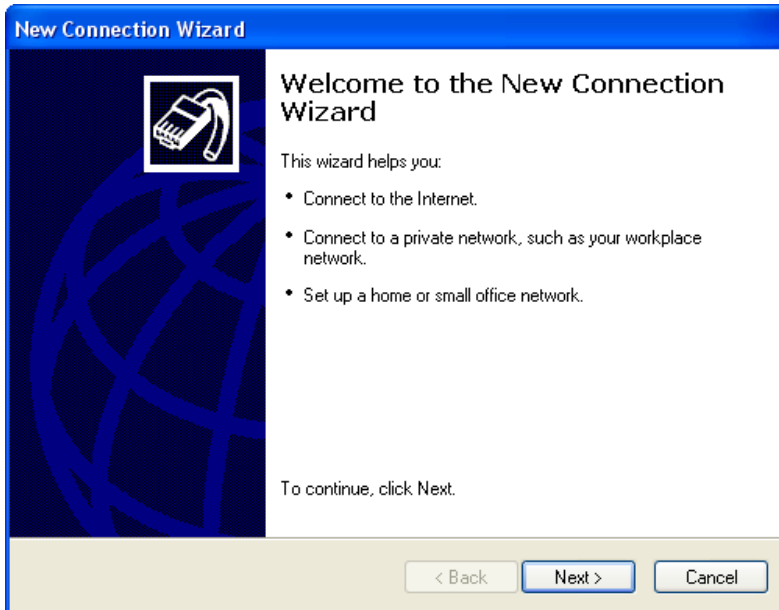 New Connection Wizard
Welcome to the New Connection
Wizard
This wizard helps you:
• Connect to the Internet.
• Connect to a private network, such as your workplace
network.
• Set up a home or small office network.
To continue, click Next.
< Back Next > Cancel